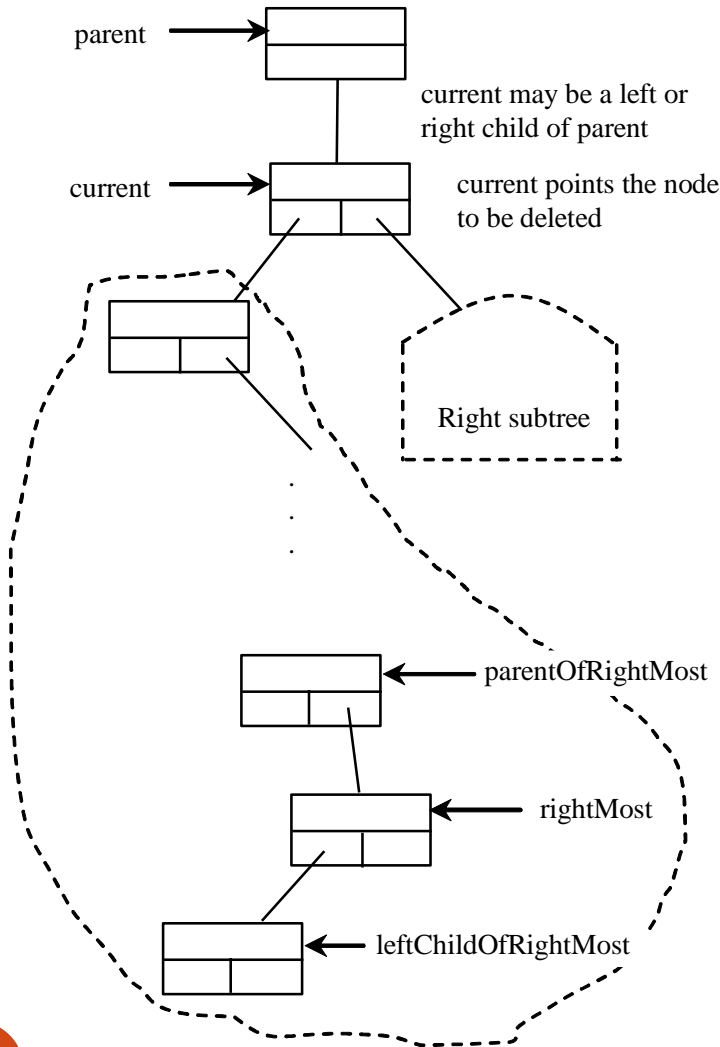 parent
current may be a left or
right child of parent
current
current points the node
to be deleted
Right subtree
.
.
.
parentOfRightMost
rightMost
leftChildOfRightMost